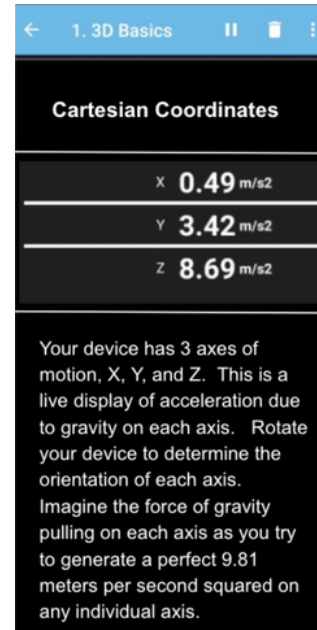 1. 3D Basics
Cartesian Coordinates
X 0.49 m/s2
Y 3.42 m/s2
Z 8.69 m/s2
Your device has 3 axes of
motion, X, Y, and Z. This is a
live display of acceleration due
to gravity on each axis. Rotate
your device to determine the
orientation of each axis.
Imagine the force of gravity
pulling on each axis as you try
to generate a perfect 9.81
meters per second squared on
any individual axis.